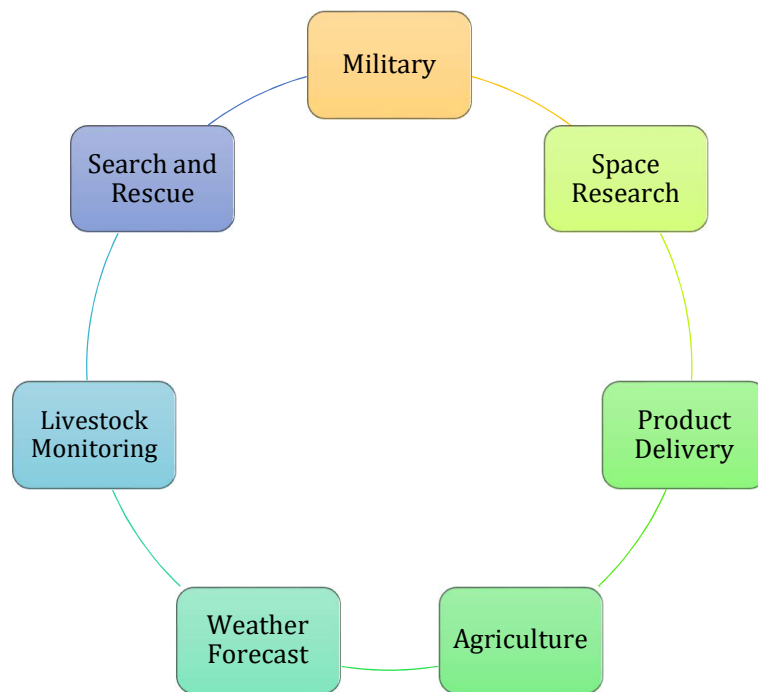 Military
Space
Research
Product
Delivery
Agriculture
Weather
Forecast
Livestock
Monitoring
Search and
Rescue